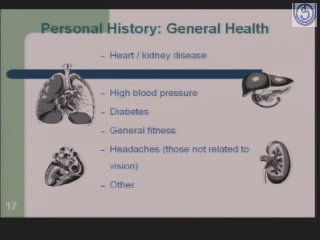 Personal History: General Health
– Heart / kidney disease
– High blood pressure
– Diabetes
– General fitness
– Headaches (those not related to
vision)
– Other
17